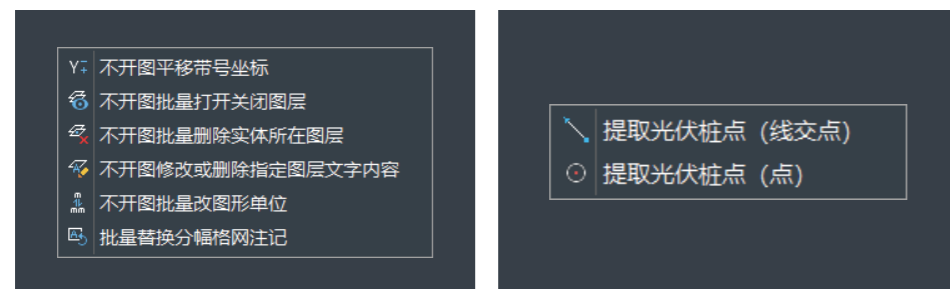 不开图平移带号坐标
不开图批量打开关闭图层
不开图批量删除实体所在图层
不开图修改或删除指定图层文字内容
不开图批量改图形单位
批量替换分幅格网注记
提取光伏桩点（线交点）
提取光伏桩点（点）